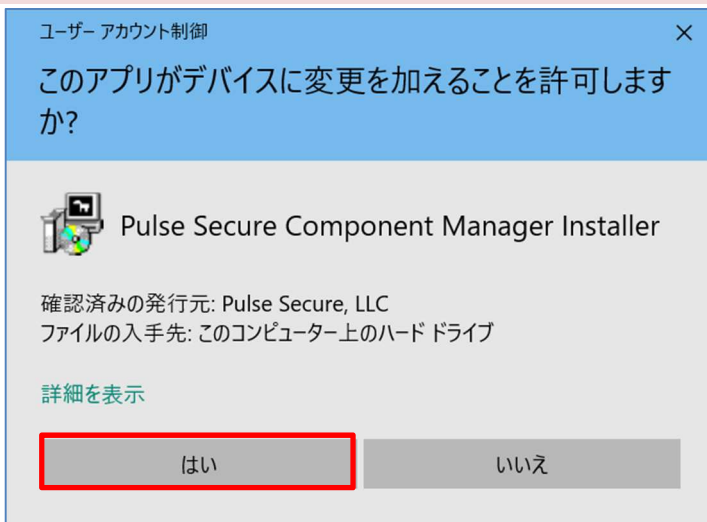 ユーザー アカウント制御
このアプリがデバイスに変更を加えることを許可します
か?
Pulse Secure Component Manager Installer
確認済みの発行元: Pulse Secure, LLC
ファイルの入手先: このコンピューター上のハード ドライブ
詳細を表示
はい
いいえ